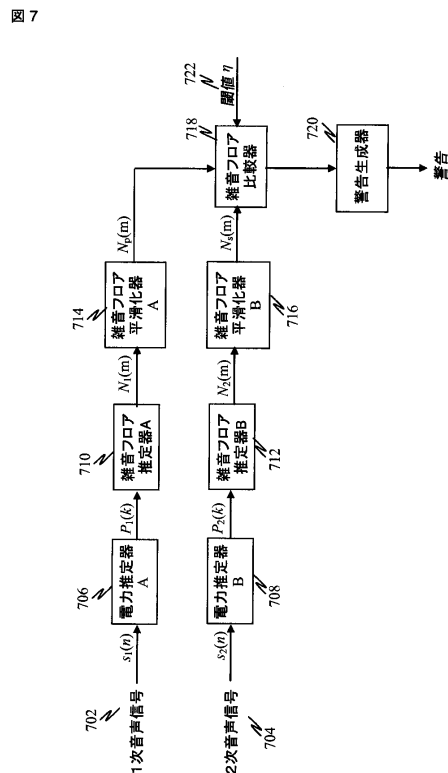 図 7
702
1次音声信号
s₁(n)
706
電力推定器
A
P₁(k)
710
雑音フロア
推定器A
N₁(m)
714
雑音フロア
平滑化器
A
Nₚ(m)
704
2次音声信号
s₂(n)
電力推定器
B
708
P₂(k)
雑音フロア
推定器B
712
N₂(m)
雑音フロア
平滑化器
B
716
Nₛ(m)
718
雑音フロア
比較器
722
閾値 η
720
警告生成器
警告